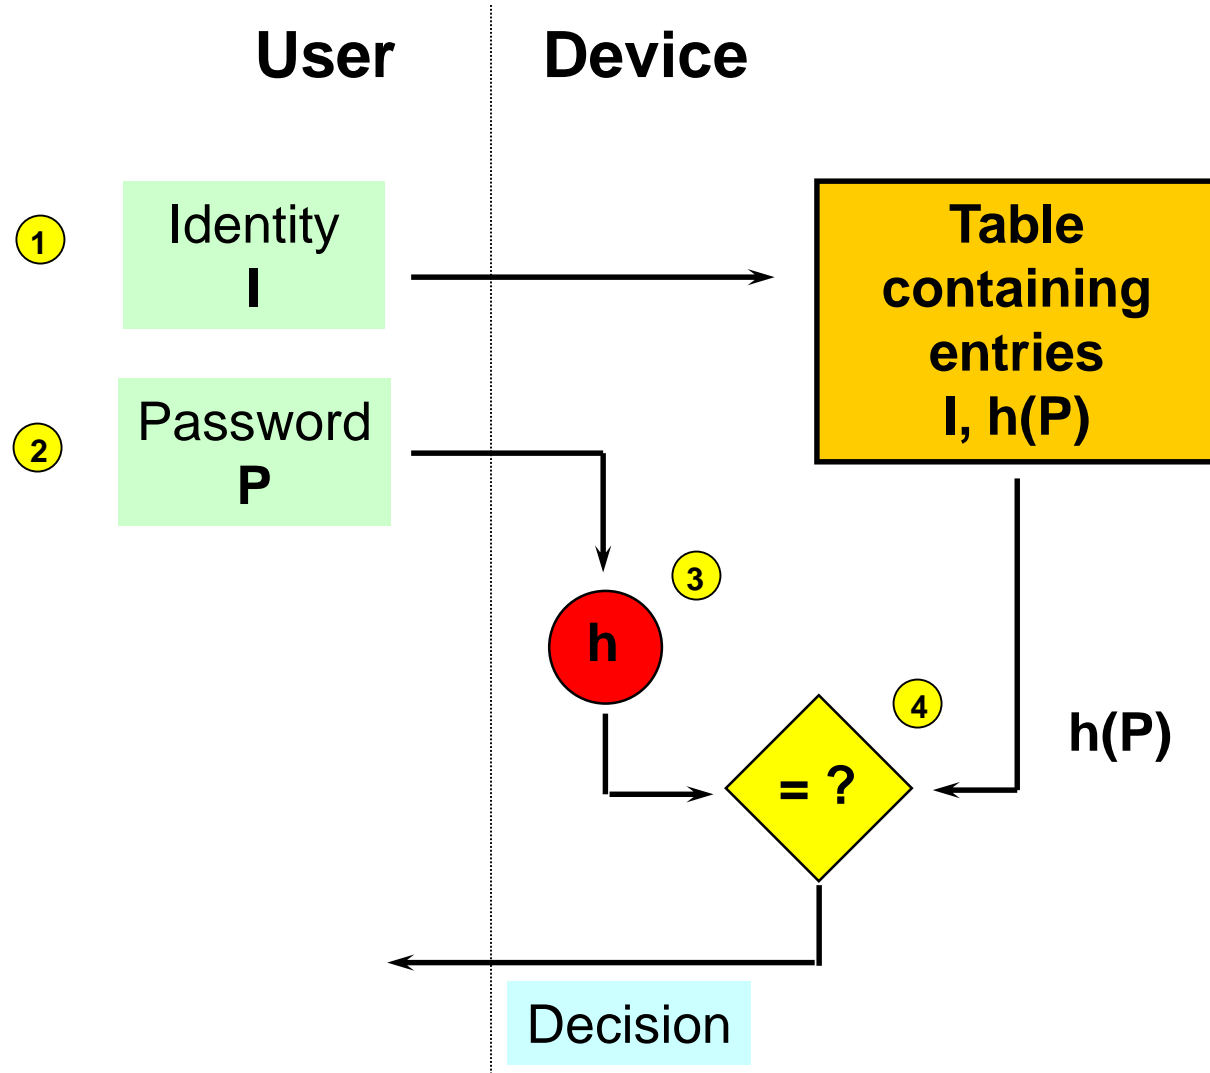 User
Device
1
Identity
I
Table
containing
entries
I, h(P)
2
Password
P
3
h
4
= ?
h(P)
Decision